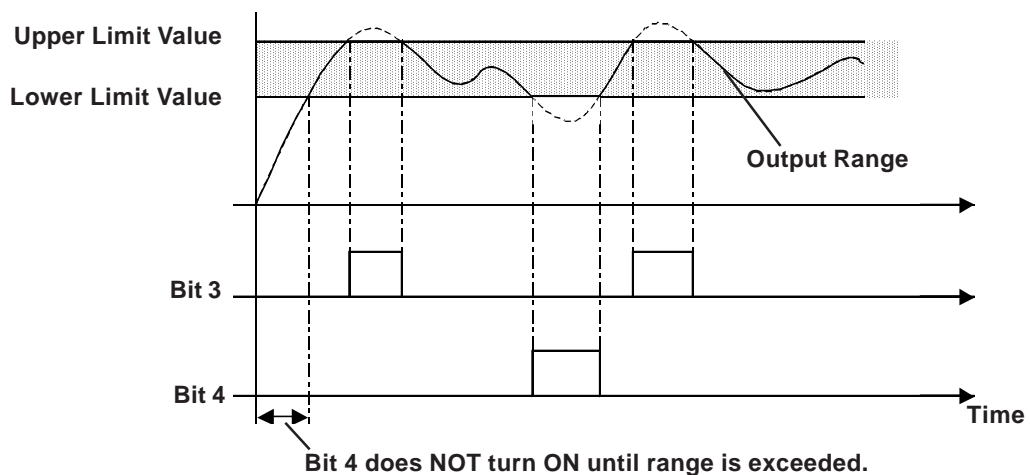 Upper Limit Value
Lower Limit Value
Output Range
Bit 3
Bit 4
Time
Bit 4 does NOT turn ON until range is exceeded.